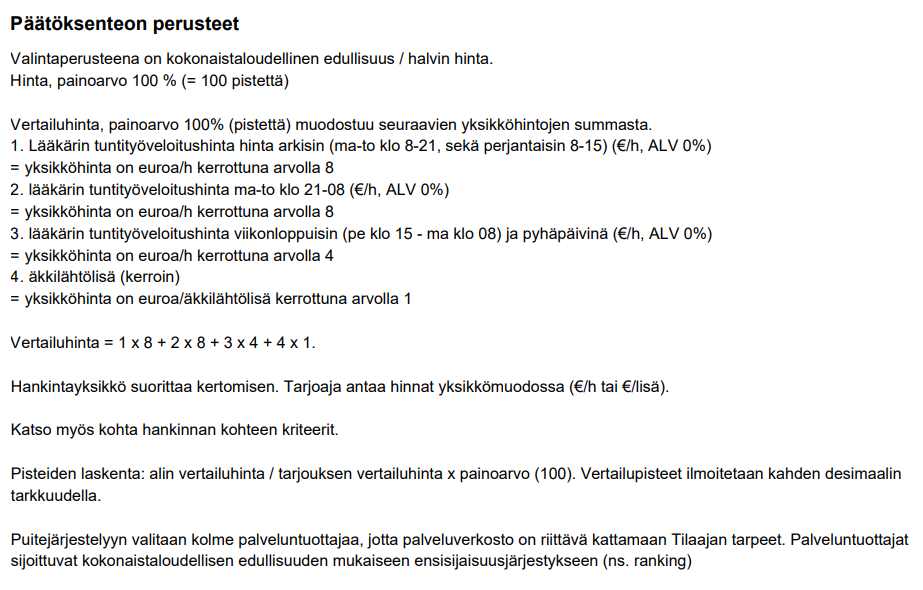 Päätöksenteon perusteet
Valintaperusteena on kokonaistaloudellinen edullisuus / halvin hinta.
Hinta, painoarvo 100 % (= 100 pistettä)
Vertailuhinta, painoarvo 100% (pistettä) muodostuu seuraavien yksikköhintojen summasta.
1. Lääkärin tuntityöveloitushinta hinta arkisin (ma-to klo 8-21, sekä perjantaisin 8-15) (€/h, ALV 0%)
= yksikköhinta on euroa/h kerrottuna arvolla 8
2. lääkärin tuntityöveloitushinta ma-to klo 21-08 (€/h, ALV 0%)
= yksikköhinta on euroa/h kerrottuna arvolla 8
3. lääkärin tuntityöveloitushinta viikonloppuisin (pe klo 15 - ma klo 08) ja pyhäpäivinä (€/h, ALV 0%)
= yksikköhinta on euroa/h kerrottuna arvolla 4
4. äkkilähtölisä (kerroin)
= yksikköhinta on euroa/äkkilähtölisä kerrottuna arvolla 1
Vertailuhinta = 1 x 8 + 2 x 8 + 3 x 4 + 4 x 1.
Hankintayksikkö suorittaa kertomisen. Tarjoaja antaa hinnat yksikkömuodossa (€/h tai €/lisä).
Katso myös kohta hankinnan kohteen kriteerit.
Pisteiden laskenta: alin vertailuhinta / tarjouksen vertailuhinta x painoarvo (100). Vertailupisteet ilmoitetaan kahden desimaalin
tarkkuudella.
Puitejärjestelyyn valitaan kolme palveluntuottajaa, jotta palveluverkosto on riittävä kattamaan Tilaajan tarpeet. Palveluntuottajat
sijoittuvat kokonaistaloudellisen edullisuuden mukaiseen ensisijaisuusjärjestykseen (ns. ranking)